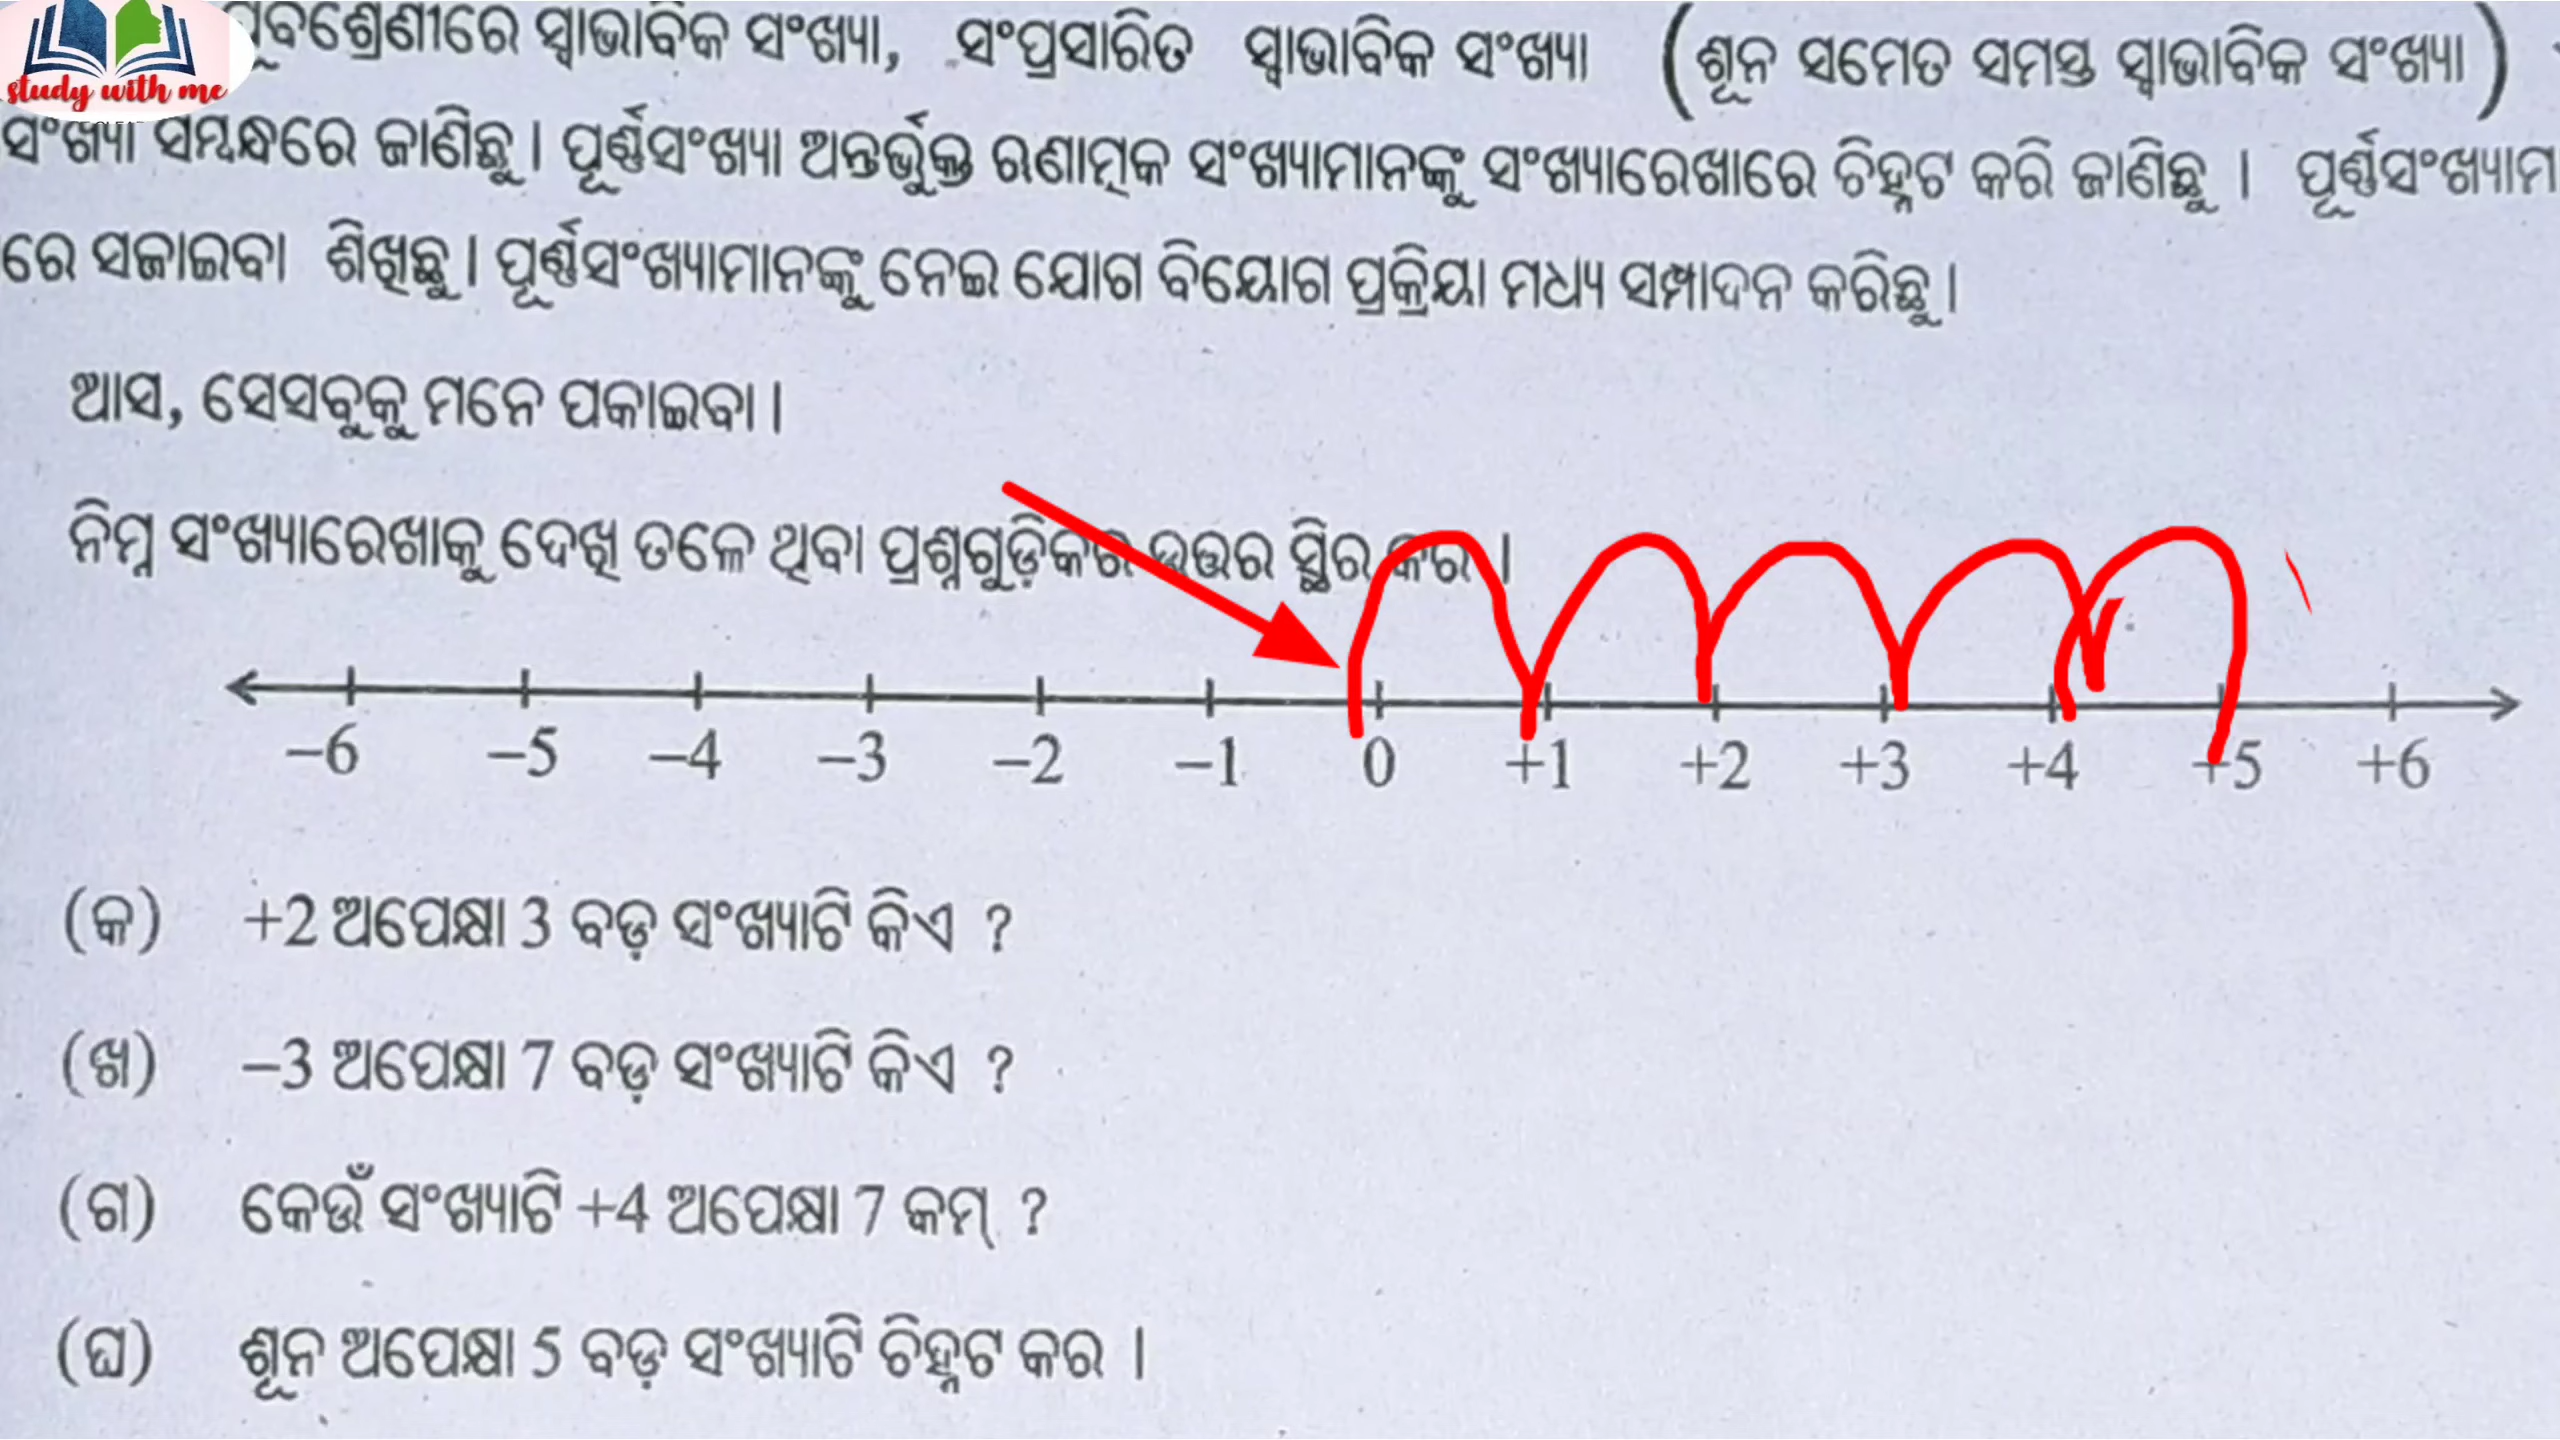 study with me
ପୂର୍ବଶ୍ରେଣୀରେ ସ୍ୱାଭାବିକ ସଂଖ୍ୟା, ସଂପ୍ରସାରିତ ସ୍ୱାଭାବିକ ସଂଖ୍ୟା (ଶୂନ ସମେତ ସମସ୍ତ ସ୍ୱାଭାବିକ ସଂଖ୍ୟା)
ସଂଖ୍ୟା ସମ୍ବନ୍ଧରେ ଜାଣିଛୁ । ପୂର୍ଣ୍ଣସଂଖ୍ୟା ଅନ୍ତର୍ଭୁକ୍ତ ଋଣାତ୍ମକ ସଂଖ୍ୟାମାନଙ୍କୁ ସଂଖ୍ୟାରେଖାରେ ଚିହ୍ନଟ କରି ଜାଣିଛୁ । ପୂର୍ଣ୍ଣସଂଖ୍ୟାମ
ରେ ସଜାଇବା ଶିଖିଛୁ । ପୂର୍ଣ୍ଣସଂଖ୍ୟାମାନଙ୍କୁ ନେଇ ଯୋଗ ବିୟୋଗ ପ୍ରକ୍ରିୟା ମଧ୍ୟ ସମ୍ପାଦନ କରିଛୁ ।
ଆସ, ସେସବୁକୁ ମନେ ପକାଇବା ।
ନିମ୍ନ ସଂଖ୍ୟାରେଖାକୁ ଦେଖି ତଳେ ଥିବା ପ୍ରଶ୍ନଗୁଡ଼ିକର ଉତ୍ତର ସ୍ଥିର କର ।
–6 –5 –4 –3 –2 –1 0 +1 +2 +3 +4 +5 +6
(କ) +2 ଅପେକ୍ଷା 3 ବଡ଼ ସଂଖ୍ୟାଟି କିଏ ?
(ଖ) –3 ଅପେକ୍ଷା 7 ବଡ଼ ସଂଖ୍ୟାଟି କିଏ ?
(ଗ) କେଉଁ ସଂଖ୍ୟାଟି +4 ଅପେକ୍ଷା 7 କମ୍ ?
(ଘ) ଶୂନ ଅପେକ୍ଷା 5 ବଡ଼ ସଂଖ୍ୟାଟି ଚିହ୍ନଟ କର ।